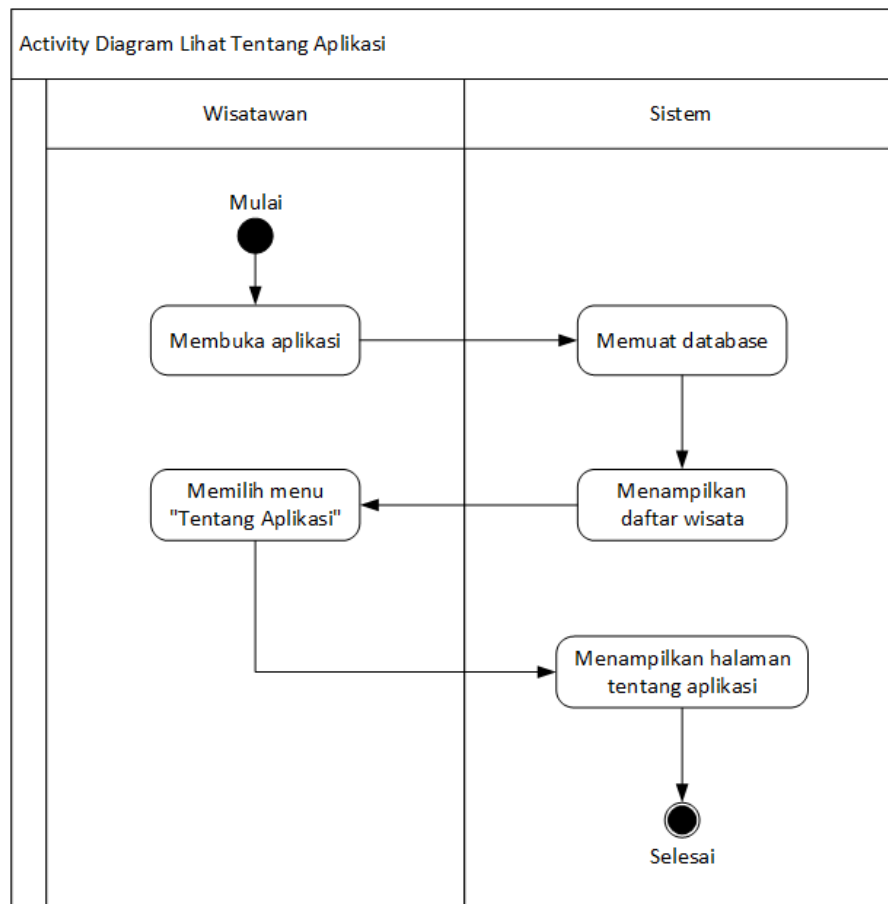 Activity Diagram Lihat Tentang Aplikasi
Wisatawan
Sistem
Mulai
Membuka aplikasi
Memuat database
Menampilkan
daftar wisata
Memilih menu
"Tentang Aplikasi"
Menampilkan halaman
tentang aplikasi
Selesai